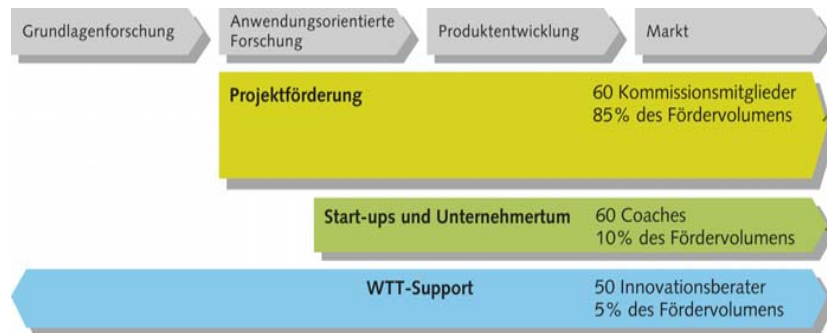 Grundlagenforschung
Anwendungsorientierte
Forschung
Produktentwicklung
Markt
Projektförderung
60 Kommissionsmitglieder
85% des Fördervolumens
Start-ups und Unternehmertum
60 Coaches
10% des Fördervolumens
WTT-Support
50 Innovationsberater
5% des Fördervolumens